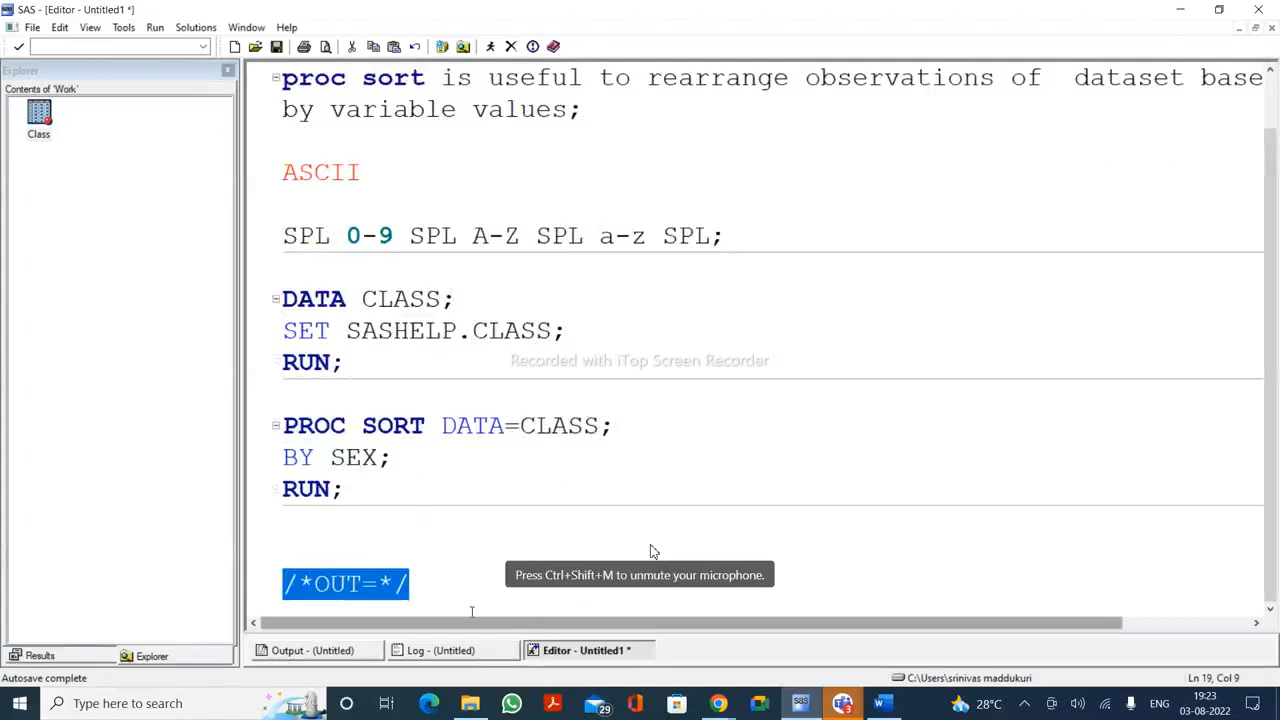 SAS - [Editor - Untitled1 *]
File Edit View Tools Run Solutions Window Help
Explorer
Contents of 'Work'
Class
proc sort is useful to rearrange observations of dataset base
by variable values;
ASCII
SPL 0-9 SPL A-Z SPL a-z SPL;
DATA CLASS;
SET SASHELP.CLASS;
RUN;
Recorded with iTop Screen Recorder
PROC SORT DATA=CLASS;
BY SEX;
RUN;
Press Ctrl+Shift+M to unmute your microphone.
/*OUT=*/
Results Explorer
Output - (Untitled) Log - (Untitled) Editor - Untitled1 *
Autosave complete C:\Users\srinivas maddukuri Ln 19, Col 9
Type here to search 29 SAS 3 28°C ENG 19:23
03-08-2022